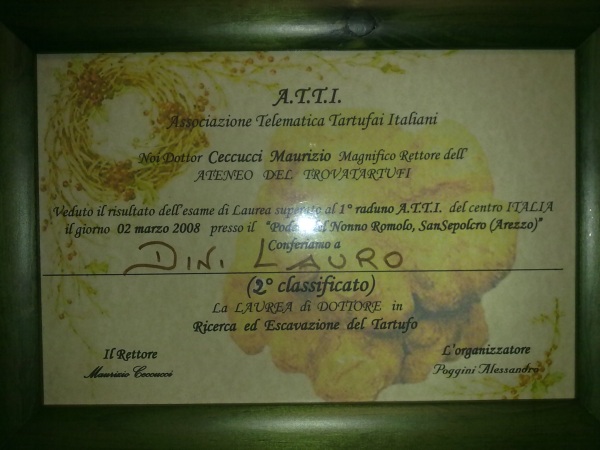 A.T.T.I.
Associazione Telematica Tartufai Italiani
Noi Dottor Ceccucci Maurizio Magnifico Rettore dell'
ATENEO DEL TROVATARTUFI
Veduto il risultato dell'esame di Laurea superato al 1° raduno A.T.T.I. del centro ITALIA
il giorno 02 marzo 2008 presso il Nonno Romolo, SanSepolcro (Arezzo)"
Conferiamo a
DINI LAURO
(2° classificato)
La LAUREA di DOTTORE in
Ricerca ed Escavazione del Tartufo
Il Rettore
Maurizio Ceccucci
L'organizzatore
Poggini Alessandro